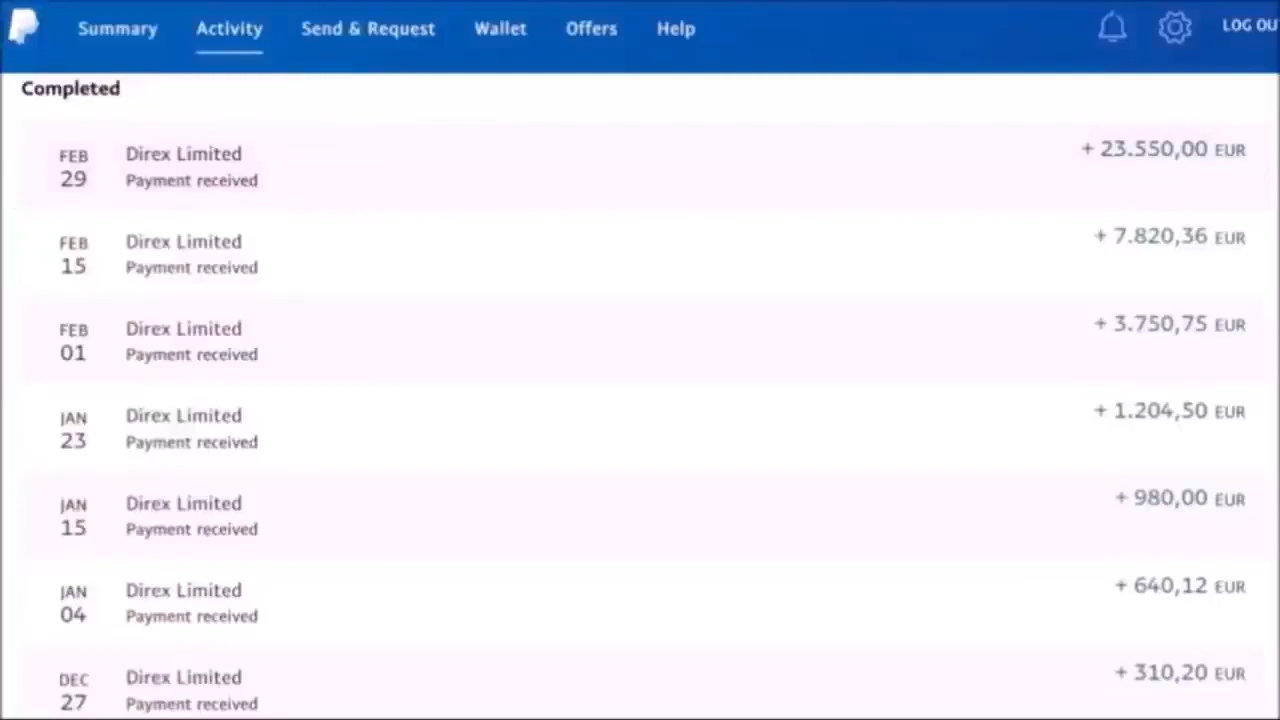 Summary Activity Send & Request Wallet Offers Help LOG OU
Completed
FEB 29 Direx Limited + 23.550,00 EUR
Payment received
FEB 15 Direx Limited + 7.820,36 EUR
Payment received
FEB 01 Direx Limited + 3.750,75 EUR
Payment received
JAN 23 Direx Limited + 1.204,50 EUR
Payment received
JAN 15 Direx Limited + 980,00 EUR
Payment received
JAN 04 Direx Limited + 640,12 EUR
Payment received
DEC 27 Direx Limited + 310,20 EUR
Payment received